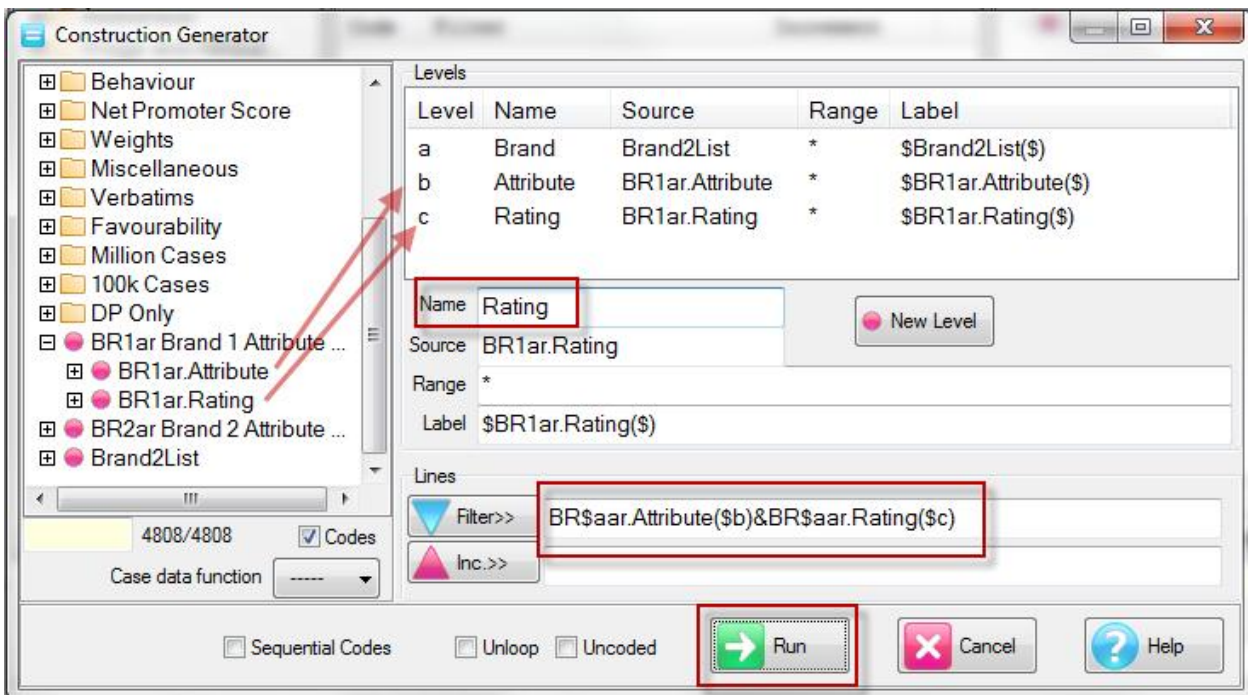 Construction Generator
Behaviour
Net Promoter Score
Weights
Miscellaneous
Verbatims
Favourability
Million Cases
100k Cases
DP Only
BR1ar Brand 1 Attribute ...
BR1ar.Attribute
BR1ar.Rating
BR2ar Brand 2 Attribute ...
Brand2List
4808/4808 Codes
Case data function -----
Levels
Level Name Source Range Label
a Brand Brand2List * $Brand2List($)
b Attribute BR1ar.Attribute * $BR1ar.Attribute($)
c Rating BR1ar.Rating * $BR1ar.Rating($)
Name Rating
New Level
Source BR1ar.Rating
Range *
Label $BR1ar.Rating($)
Lines
Filter>> BR$aar.Attribute($b)&BR$aar.Rating($c)
Inc.>>
Sequential Codes Unloop Uncoded Run Cancel Help